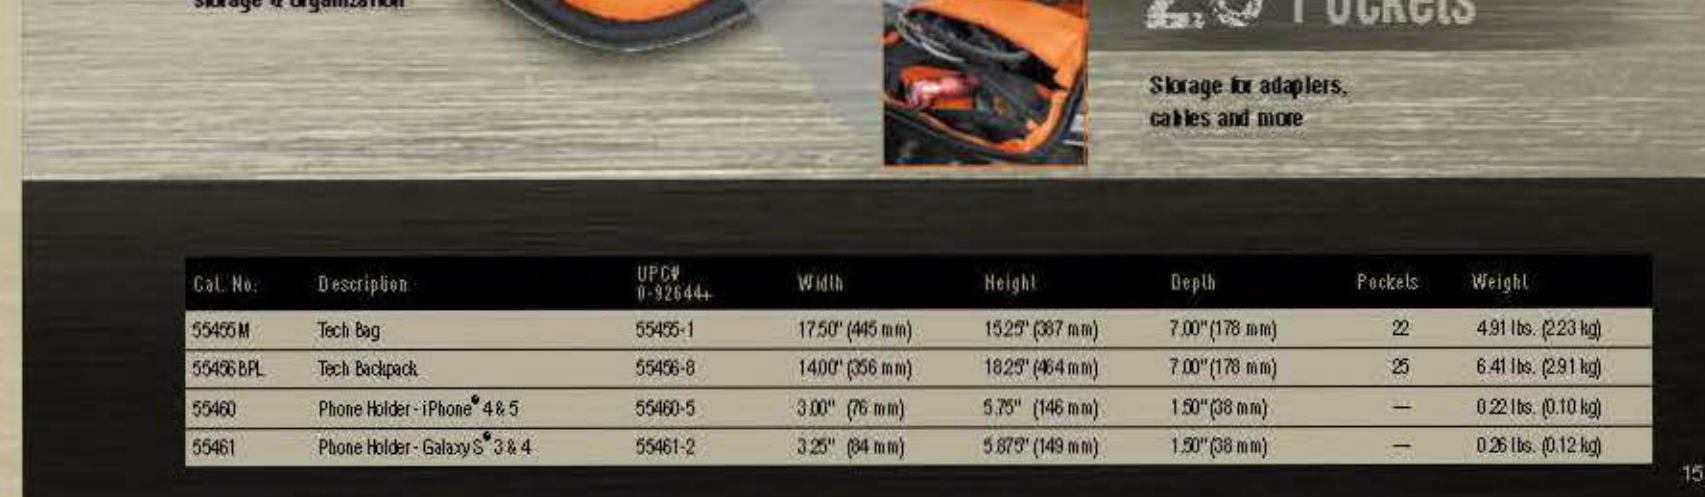 storage & organization
Pockets
Storage for adapters,
cables and more
Cat. No. Description UPC# 0-92644+ Width Height Depth Pockets Weight
55455M Tech Bag 55455-1 17.50" (445 mm) 15.25" (387 mm) 7.00" (178 mm) 22 4.91 lbs. (2.23 kg)
55456BPL Tech Backpack 55456-8 14.00" (356 mm) 18.25" (464 mm) 7.00" (178 mm) 25 6.41 lbs. (2.91 kg)
55460 Phone Holder - iPhone® 4 & 5 55460-5 3.00" (76 mm) 5.75" (146 mm) 1.50" (38 mm) — 0.22 lbs. (0.10 kg)
55461 Phone Holder - Galaxy S® 3 & 4 55461-2 3.25" (84 mm) 5.875" (149 mm) 1.50" (38 mm) — 0.26 lbs. (0.12 kg)
15